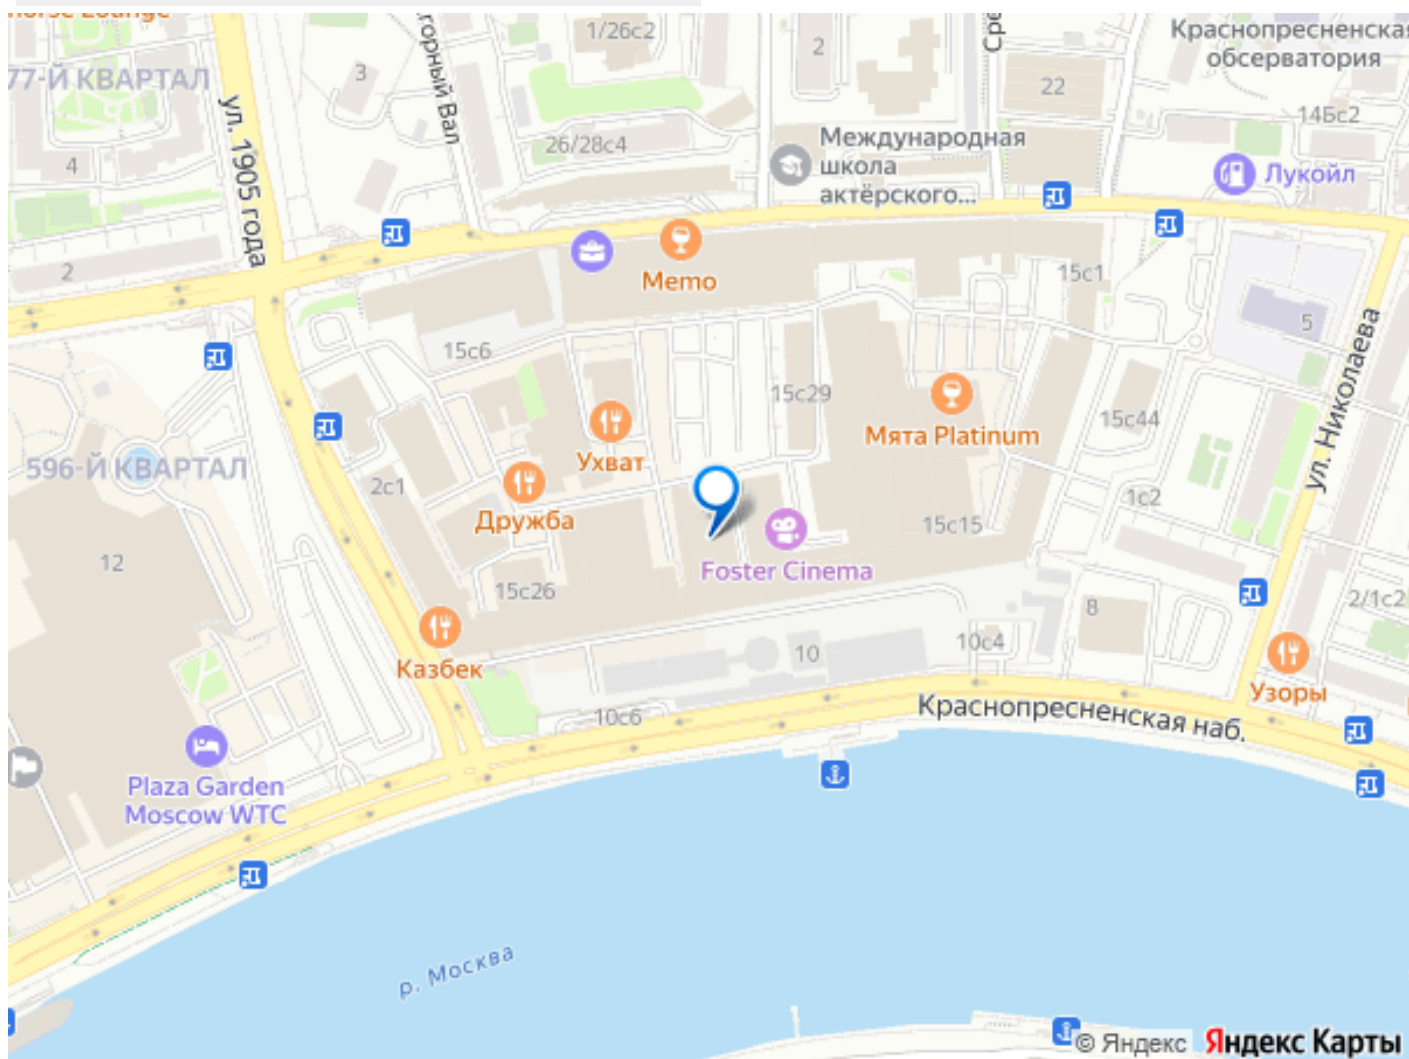 77-Й КВАРТАЛ
ул. 1905 года
горный Вал
1/26с2
2
Сре
22
Краснопресненская
обсерватория
14Бс2
3
4
26/28с4
Международная
школа
актёрского...
Лукойл
2
Memo
15с1
5
15с6
15с29
Мята Platinum
15с44
ул. Николаева
Ухват
596-Й КВАРТАЛ
2с1
Дружба
1с2
15с15
12
Foster Cinema
15с26
8
2/1с2
Казбек
10
10с4
Узоры
10с6
Краснопресненская наб.
Plaza Garden
Moscow WTC
р. Москва
© Яндекс Яндекс Карты